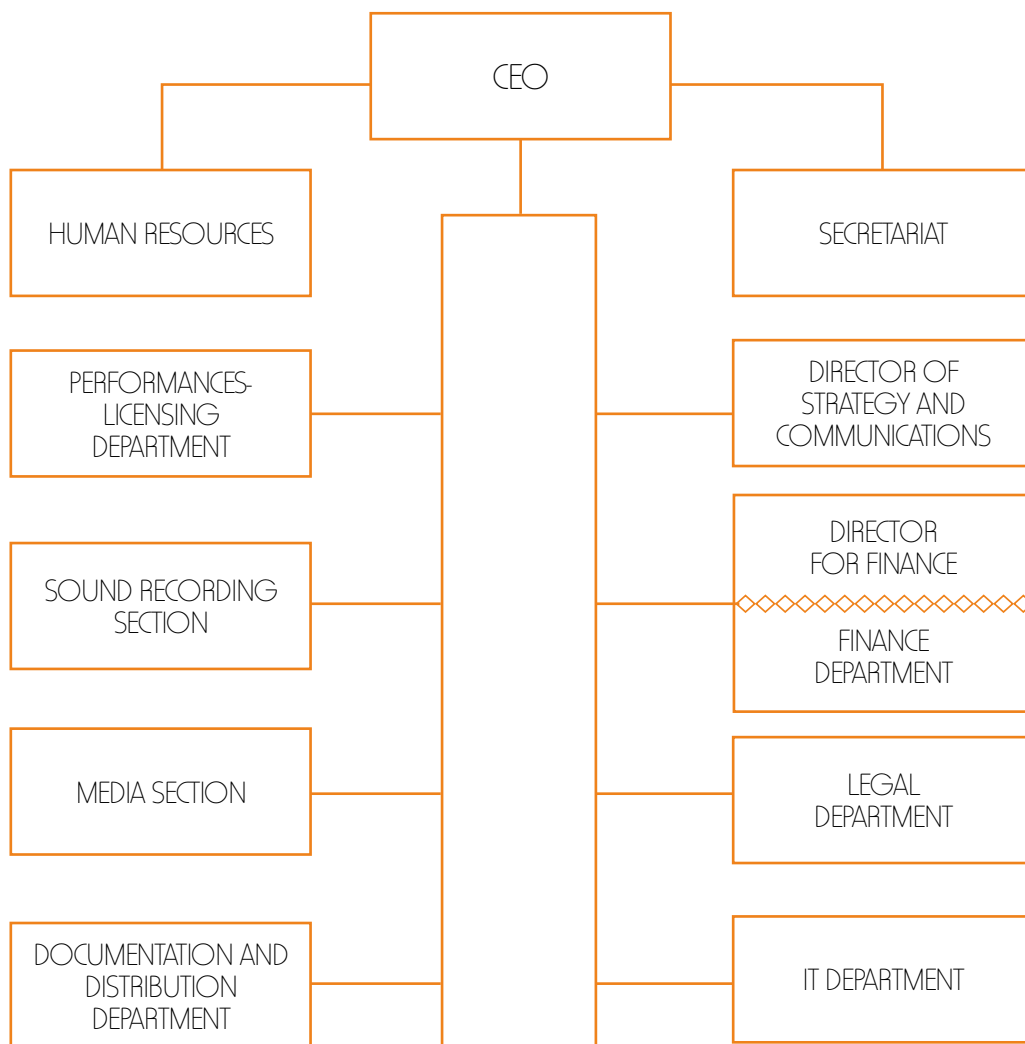 CEO
HUMAN RESOURCES
SECRETARIAT
PERFORMANCES-
LICENSING
DEPARTMENT
DIRECTOR OF
STRATEGY AND
COMMUNICATIONS
DIRECTOR
FOR FINANCE
SOUND RECORDING
SECTION
FINANCE
DEPARTMENT
MEDIA SECTION
LEGAL
DEPARTMENT
DOCUMENTATION AND
DISTRIBUTION
DEPARTMENT
IT DEPARTMENT